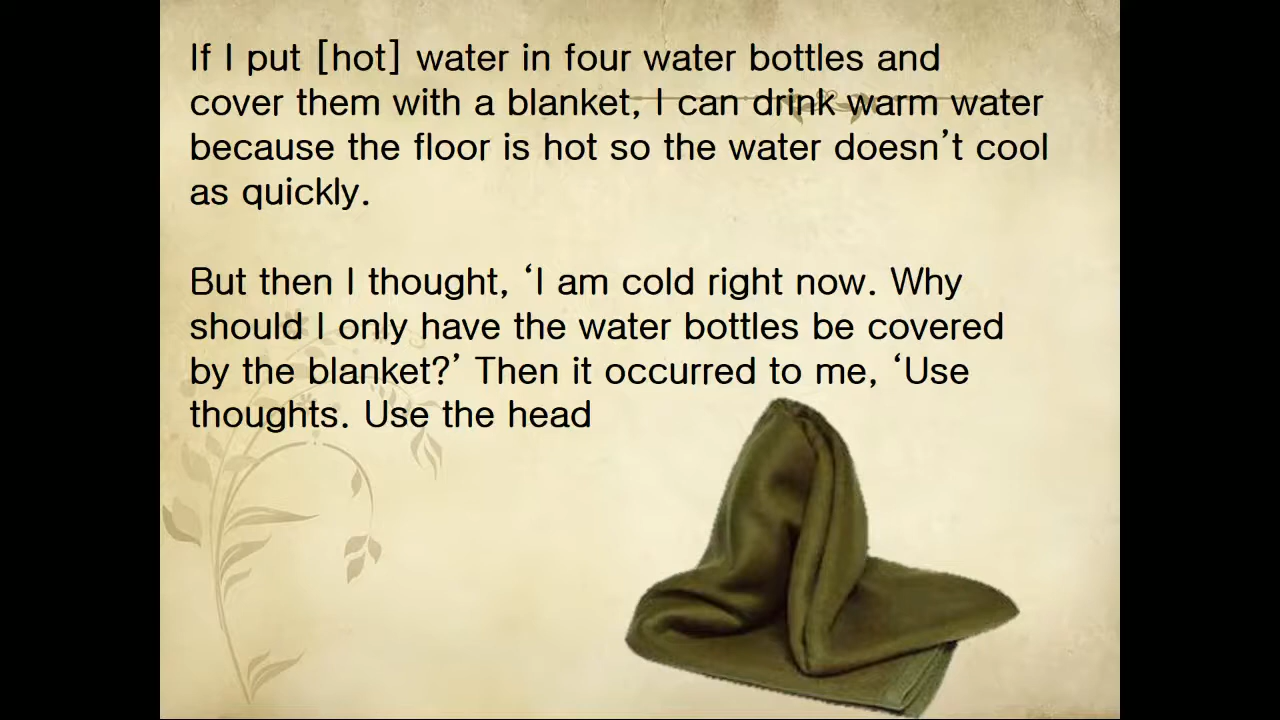 If I put [hot] water in four water bottles and
cover them with a blanket, I can drink warm water
because the floor is hot so the water doesn’t cool
as quickly.
But then I thought, ‘I am cold right now. Why
should I only have the water bottles be covered
by the blanket?’ Then it occurred to me, ‘Use
thoughts. Use the head